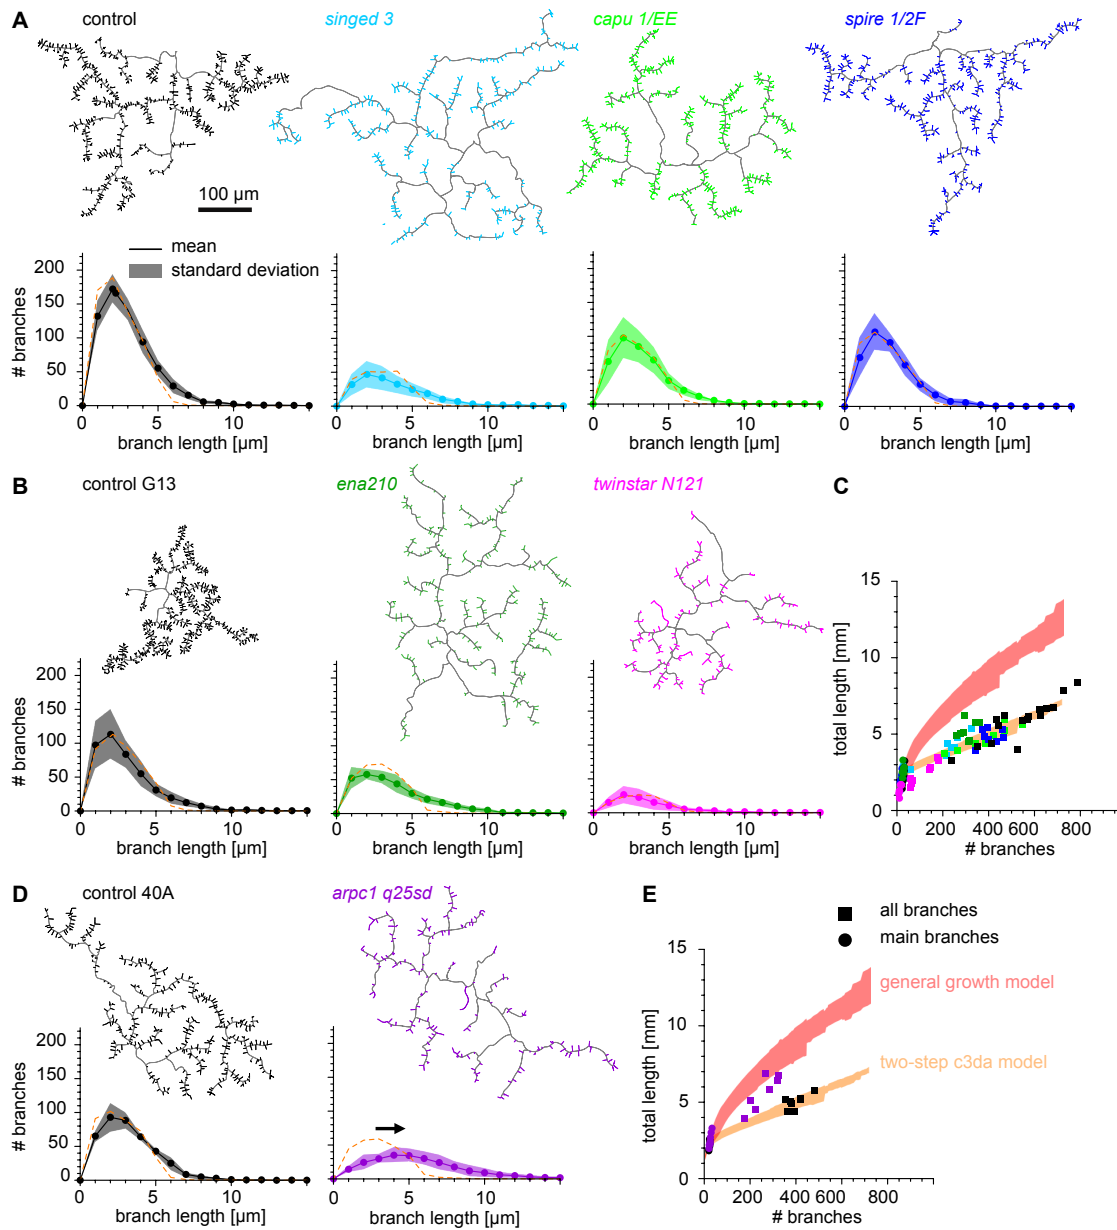 A
control
singed 3
capu 1/EE
spire 1/2F
100 µm
mean
standard deviation
# branches
200
150
100
50
0
0
10
0
10
0
10
0
10
branch length [µm]
branch length [µm]
branch length [µm]
branch length [µm]
B
control G13
ena210
twinstar N121
C
# branches
200
150
100
50
0
0
5
10
0
5
10
0
5
10
branch length [µm]
branch length [µm]
branch length [µm]
total length [mm]
15
10
5
0
0
200
400
600
800
# branches
D
control 40A
arpc1 q25sd
E
# branches
200
150
100
50
0
0
5
10
0
5
10
branch length [µm]
branch length [µm]
all branches
main branches
general growth model
two-step c3da model
total length [mm]
15
10
5
0
0
200
400
600
800
# branches